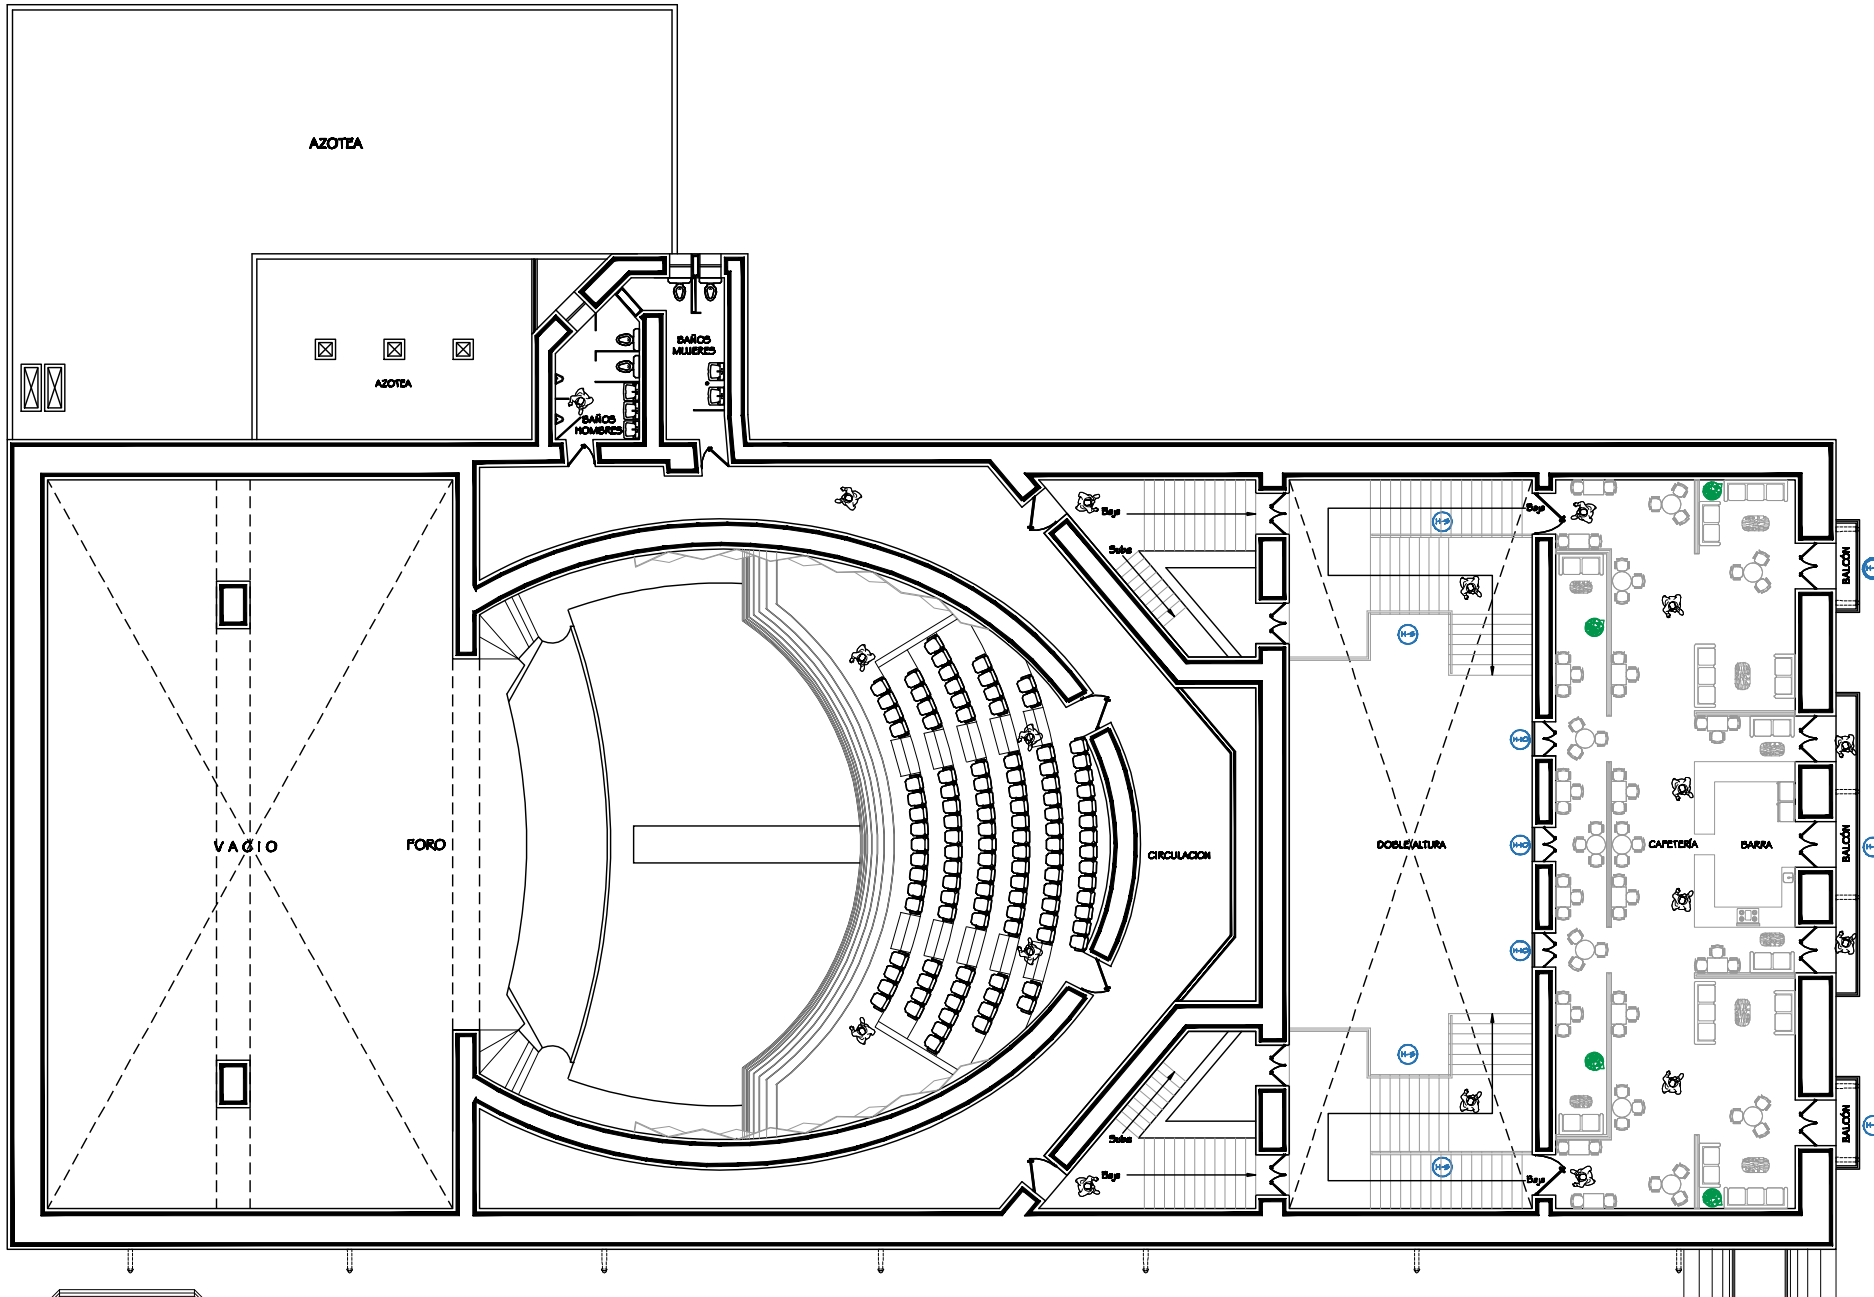 AZOTEA
AZOTEA
BAÑOS
MUJERES
BAÑOS
HOMBRES
Baja
Sube
Baja
BALCÓN
VACIO
FORO
CIRCULACION
DOBLE ALTURA
CAFETERÍA
BARRA
BALCÓN
Sube
Baja
Baja
BALCÓN